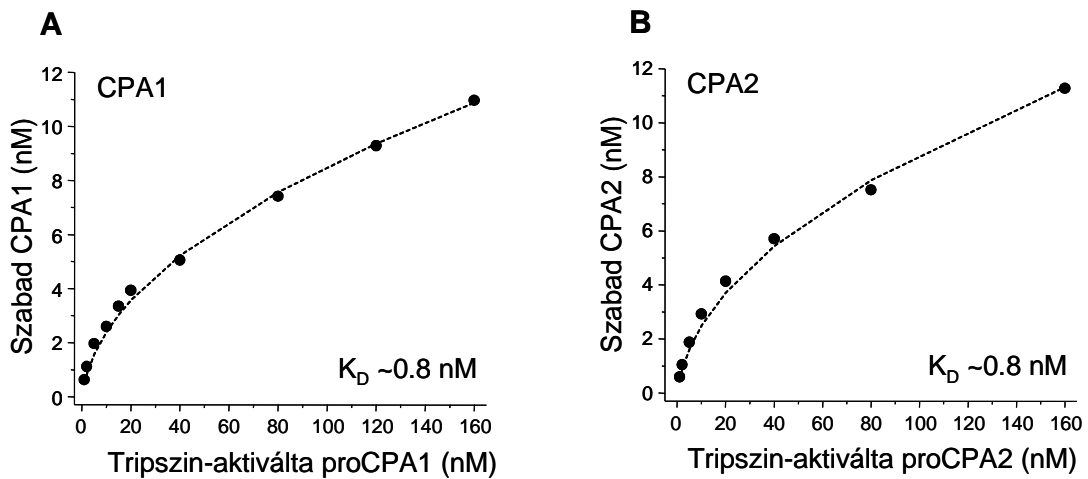 A
CPA1
Szabad CPA1 (nM)
12
10
8
6
4
2
0
K_D ~0.8 nM
0 20 40 60 80 100 120 140 160
Tripszin-aktiválta proCPA1 (nM)
B
CPA2
Szabad CPA2 (nM)
12
10
8
6
4
2
0
K_D ~0.8 nM
0 20 40 60 80 100 120 140 160
Tripszin-aktiválta proCPA2 (nM)